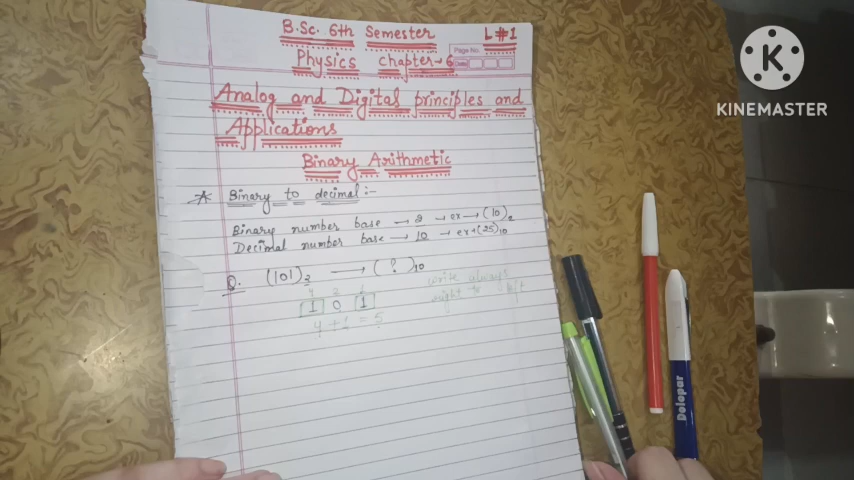 B.Sc. 6th Semester L#1
Physics chapter-6
Page No.
Date
Analog and Digital principles and
Applications
Binary Arithmetic
Binary to decimal:-
Binary number base → 2 → ex → (10)₂
Decimal number base → 10 → ex→(25)₁₀
Q. (101)₂ → ( ? )₁₀
4 2 1
1 0 1
4 + 1 = 5
write always
right to left
K
KINEMASTER
Dolopar